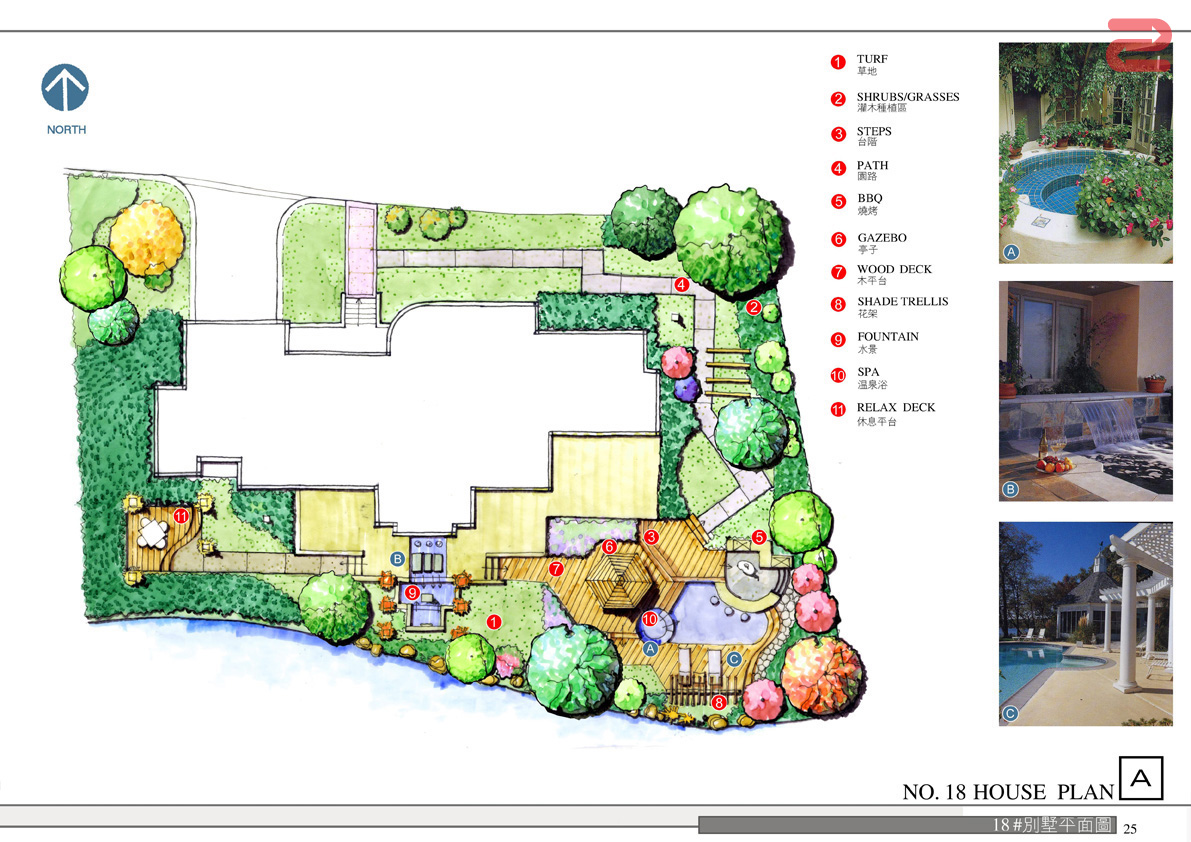 NORTH
1 TURF
草地
2 SHRUBS/GRASSES
灌木種植區
3 STEPS
台階
4 PATH
園路
5 BBQ
燒烤
6 GAZEBO
亭子
7 WOOD DECK
木平台
8 SHADE TRELLIS
花架
9 FOUNTAIN
水景
10 SPA
温泉浴
11 RELAX DECK
休息平台
4
2
11
3
5
6
B
7
9
1
10
A
C
8
A
B
C
NO. 18 HOUSE PLAN A
18#別墅平面圖 25